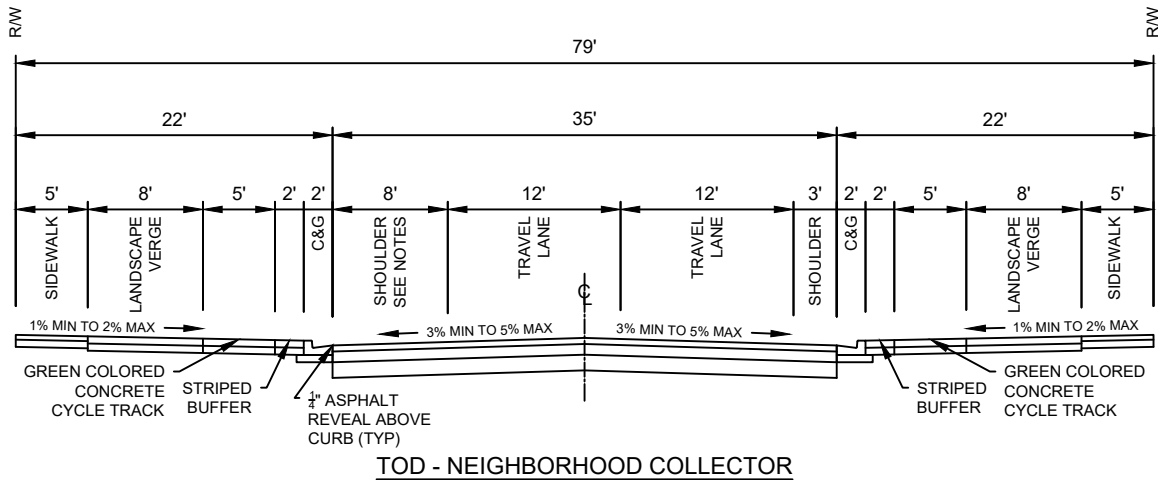 R/W
R/W
79'
22'
35'
22'
5'
8'
5'
2'
2'
8'
12'
12'
3'
2'
2'
5'
8'
5'
SIDEWALK
LANDSCAPE
VERGE
C&G
SHOULDER
SEE NOTES
TRAVEL
LANE
TRAVEL
LANE
SHOULDER
C&G
LANDSCAPE
VERGE
SIDEWALK
℄
1% MIN TO 2% MAX
3% MIN TO 5% MAX
3% MIN TO 5% MAX
1% MIN TO 2% MAX
GREEN COLORED
CONCRETE
CYCLE TRACK
STRIPED
BUFFER
1/4" ASPHALT
REVEAL ABOVE
CURB (TYP)
STRIPED
BUFFER
GREEN COLORED
CONCRETE
CYCLE TRACK
TOD - NEIGHBORHOOD COLLECTOR